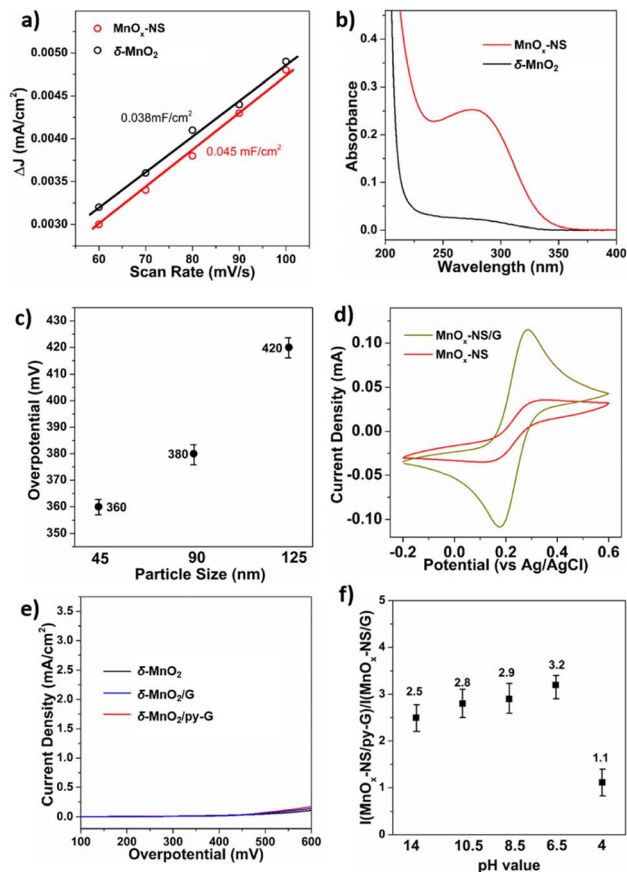 a)
MnOₓ-NS
δ-MnO₂
0.0050
0.0045
0.0040
0.0035
0.0030
ΔJ (mA/cm²)
0.038mF/cm²
0.045 mF/cm²
60 70 80 90 100
Scan Rate (mV/s)
b)
MnOₓ-NS
δ-MnO₂
0.4
0.3
0.2
0.1
0.0
Absorbance
200 250 300 350 400
Wavelength (nm)
c)
430
420
410
400
390
380
370
360
350
Overpotential (mV)
420
380
360
45 90 125
Particle Size (nm)
d)
MnOₓ-NS/G
MnOₓ-NS
0.10
0.05
0.00
-0.05
-0.10
Current Density (mA)
-0.2 0.0 0.2 0.4 0.6
Potential (vs Ag/AgCl)
e)
3.5
3.0
2.5
2.0
1.5
1.0
0.5
0.0
Current Density (mA/cm²)
δ-MnO₂
δ-MnO₂/G
δ-MnO₂/py-G
100 200 300 400 500 600
Overpotential (mV)
f)
5
4
3
2
1
0
I(MnOₓ-NS/py-G)/I(MnOₓ-NS/G)
2.5
2.8
2.9
3.2
1.1
14 10.5 8.5 6.5 4
pH value